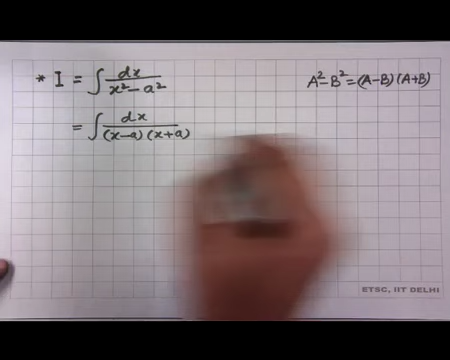 * I = ∫ dx / (x² - a²)
A² - B² = (A-B)(A+B)
= ∫ dx / ((x-a)(x+a))
ETSC, IIT DELHI